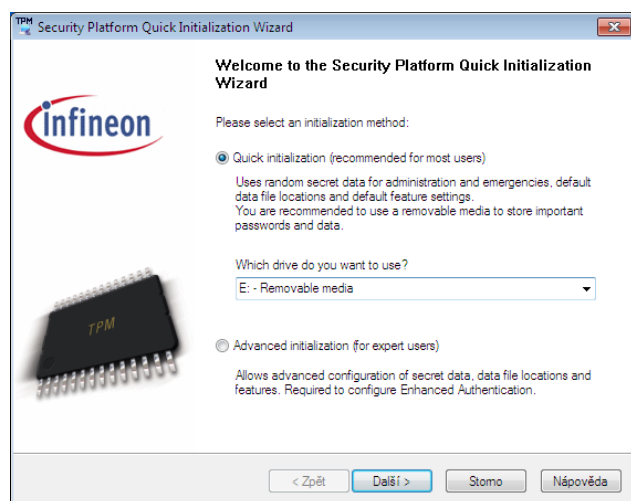 TPM
Security Platform Quick Initialization Wizard
Welcome to the Security Platform Quick Initialization
Wizard
infineon
Please select an initialization method:
Quick initialization (recommended for most users)
Uses random secret data for administration and emergencies, default
data file locations and default feature settings.
You are recommended to use a removable media to store important
passwords and data.
Which drive do you want to use?
E: - Removable media
TPM
Advanced initialization (for expert users)
Allows advanced configuration of secret data, data file locations and
features. Required to configure Enhanced Authentication.
< Zpět Další > Storno Nápověda